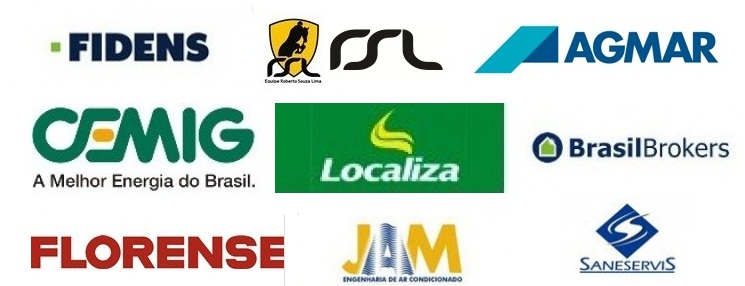 FIDENS
rsl
Equipe Roberto Souza Lima
rsl
AGMAR
CEMIG
A Melhor Energia do Brasil.
Localiza
BrasilBrokers
FLORENSE
JAM
ENGENHARIA DE AR CONDICIONADO
SANESERVIS